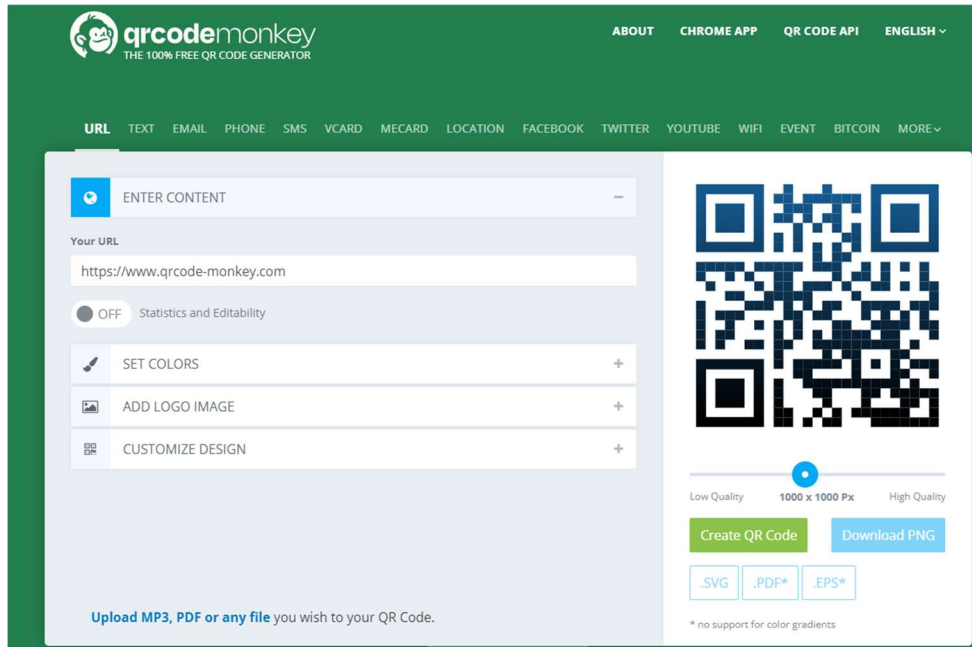 qrcodemonkey
THE 100% FREE QR CODE GENERATOR
ABOUT CHROME APP QR CODE API ENGLISH
URL TEXT EMAIL PHONE SMS VCARD MECARD LOCATION FACEBOOK TWITTER YOUTUBE WIFI EVENT BITCOIN MORE
ENTER CONTENT
Your URL
https://www.qrcode-monkey.com
OFF Statistics and Editability
SET COLORS
ADD LOGO IMAGE
CUSTOMIZE DESIGN
Upload MP3, PDF or any file you wish to your QR Code.
Low Quality 1000 x 1000 Px High Quality
Create QR Code Download PNG
.SVG .PDF* .EPS*
* no support for color gradients